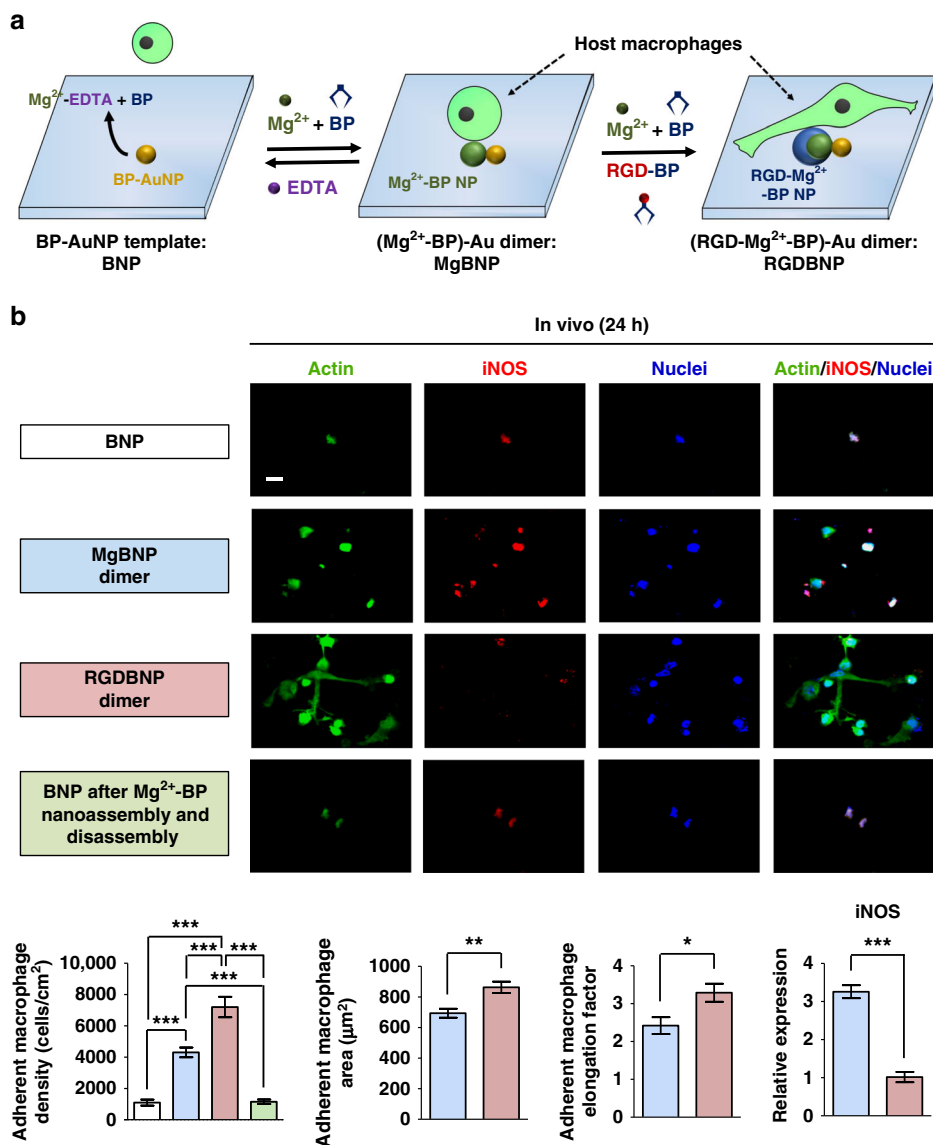 a
Host macrophages
Mg²⁺-EDTA + BP
BP-AuNP
Mg²⁺ + BP
EDTA
Mg²⁺-BP NP
Mg²⁺ + BP
RGD-BP
RGD-Mg²⁺
-BP NP
BP-AuNP template:
BNP
(Mg²⁺-BP)-Au dimer:
MgBNP
(RGD-Mg²⁺-BP)-Au dimer:
RGDBNP
b
In vivo (24 h)
Actin
iNOS
Nuclei
Actin/iNOS/Nuclei
BNP
MgBNP
dimer
RGDBNP
dimer
BNP after Mg²⁺-BP
nanoassembly and
disassembly
Adherent macrophage
density (cells/cm²)
10,000
8000
6000
4000
2000
0
***
***
***
***
***
Adherent macrophage
area (μm²)
1000
800
600
400
200
0
**
Adherent macrophage
elongation factor
4
3
2
1
0
*
iNOS
Relative expression
4
3
2
1
0
***